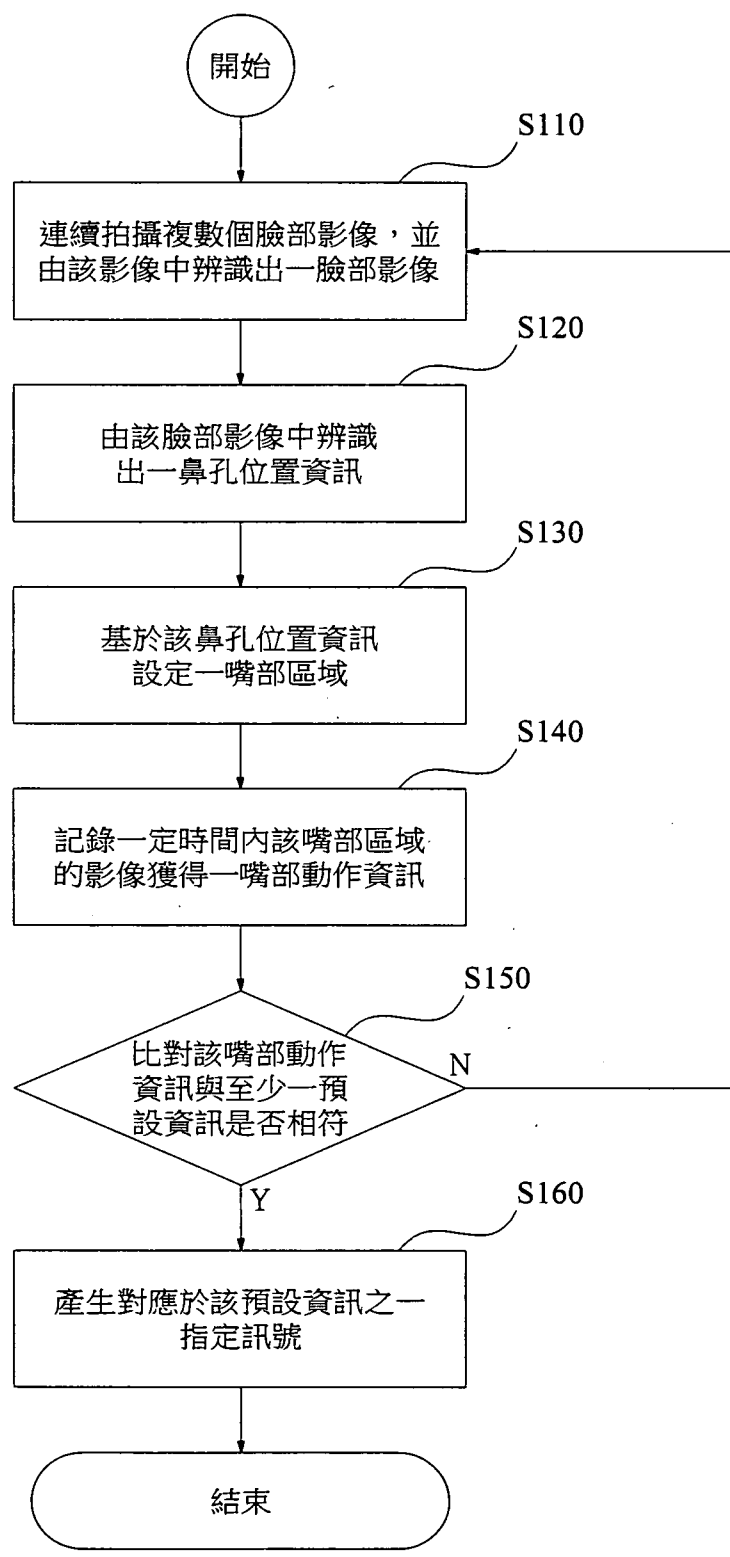 開始
S110
連續拍攝複數個臉部影像，並
由該影像中辨識出一臉部影像
S120
由該臉部影像中辨識
出一鼻孔位置資訊
S130
基於該鼻孔位置資訊
設定一嘴部區域
S140
記錄一定時間內該嘴部區域
的影像獲得一嘴部動作資訊
S150
比對該嘴部動作
資訊與至少一預
設資訊是否相符
N
Y
S160
產生對應於該預設資訊之一
指定訊號
結束